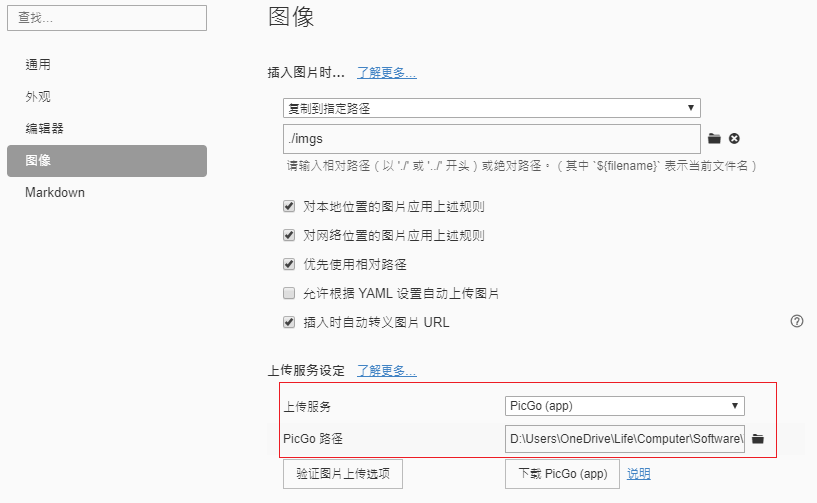 查找...
通用
外观
编辑器
图像
Markdown
图像
插入图片时... 了解更多...
复制到指定路径
./imgs
请输入相对路径（以 './' 或 '../' 开头）或绝对路径。（其中 `${filename}` 表示当前文件名）
对本地位置的图片应用上述规则
对网络位置的图片应用上述规则
优先使用相对路径
允许根据 YAML 设置自动上传图片
插入时自动转义图片 URL
上传服务设定 了解更多...
上传服务 PicGo (app)
PicGo 路径 D:\Users\OneDrive\Life\Computer\Software\
验证图片上传选项 下载 PicGo (app) 说明